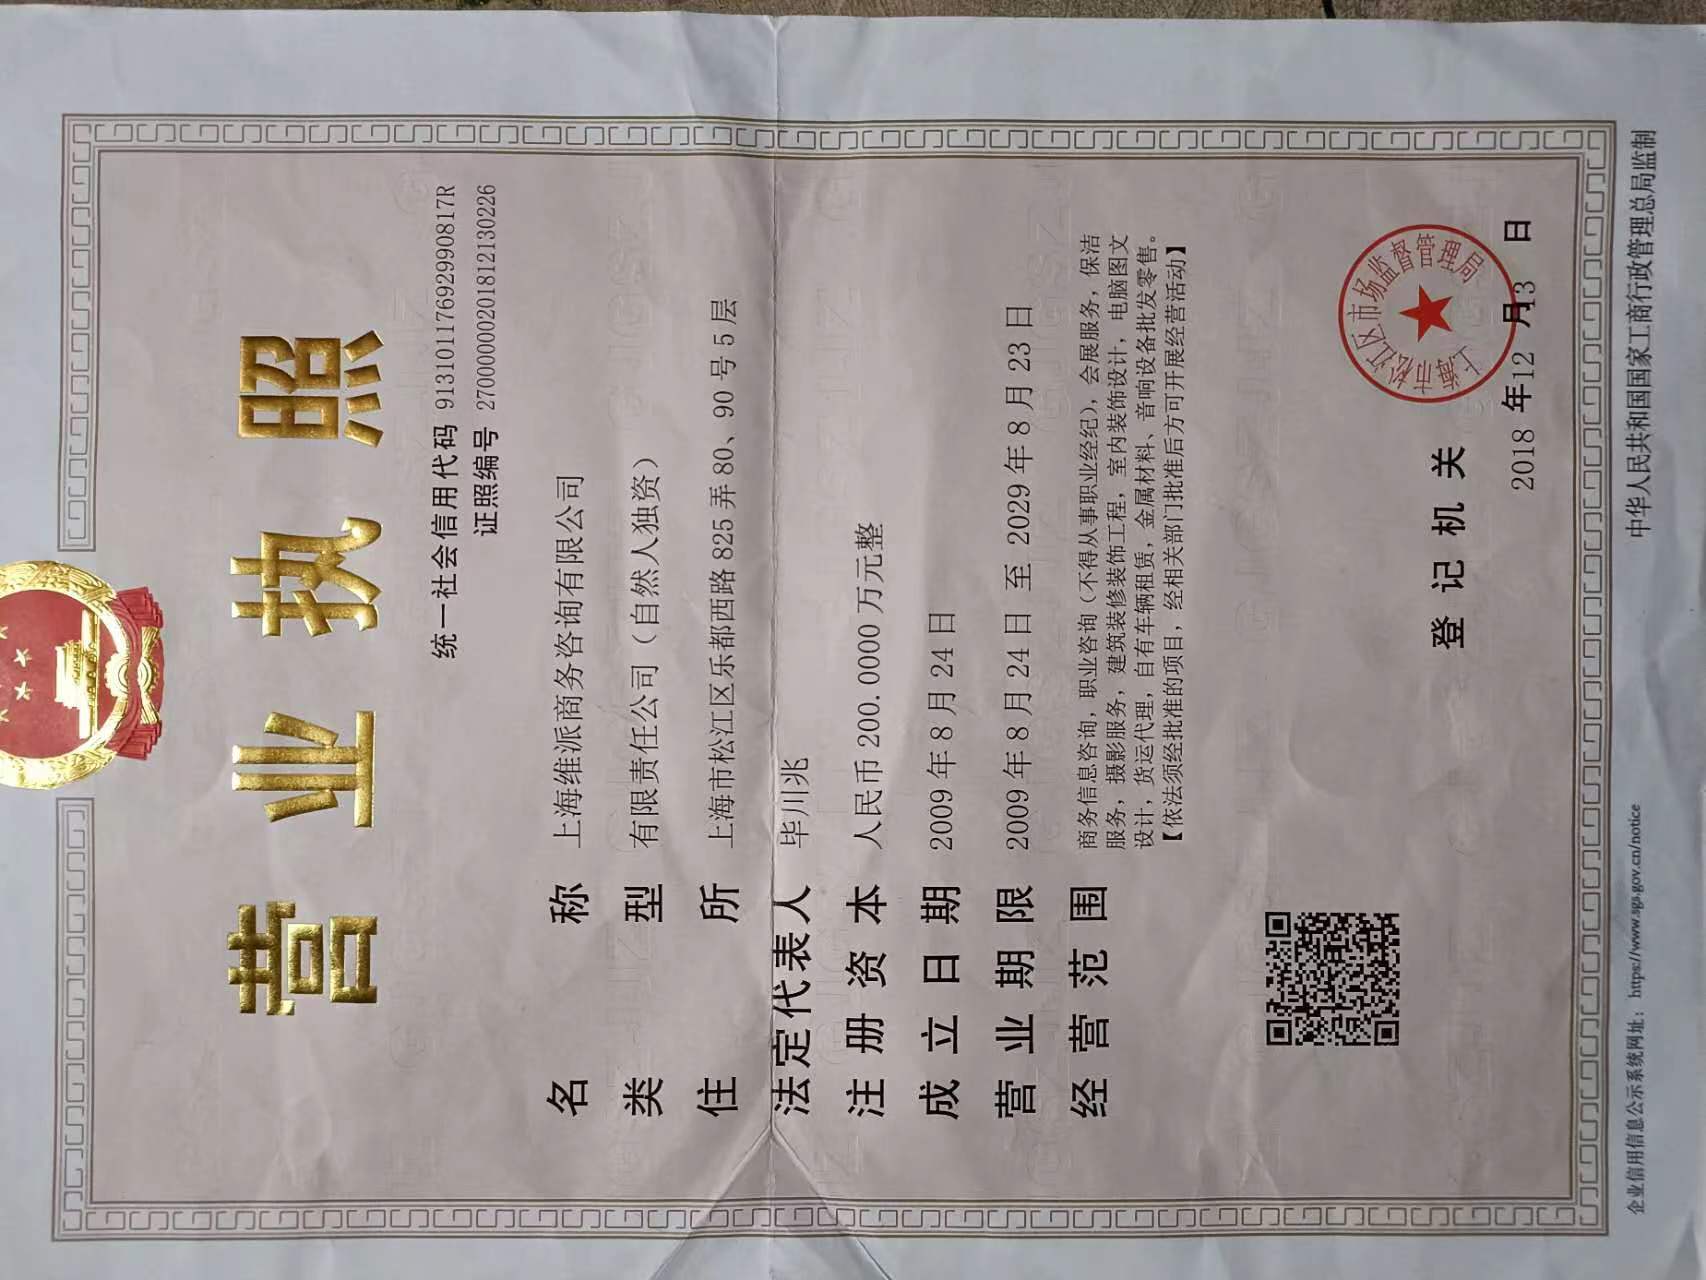 营业执照
统一社会信用代码 91310117692990817R
证照编号 27000000201812130226
名称 上海维派商务咨询有限公司
类型 有限责任公司（自然人独资）
住所 上海市松江区乐都西路825弄80、90号5层
法定代表人 毕川兆
注册资本 人民币200.0000万元整
成立日期 2009年8月24日
营业期限 2009年8月24日 至 2029年8月23日
经营范围 商务信息咨询，职业咨询（不得从事职业经纪），会展服务，保洁
服务，摄影服务，建筑装修装饰工程，室内装饰设计，电脑图文
设计，货运代理，自有车辆租赁，金属材料、音响设备批发零售。
【依法须经批准的项目，经相关部门批准后方可开展经营活动】
登记机关
上海市松江区市场监督管理局
2018年12月13日
企业信用信息公示系统网址：https://www.sgs.gov.cn/notice
中华人民共和国国家工商行政管理总局监制